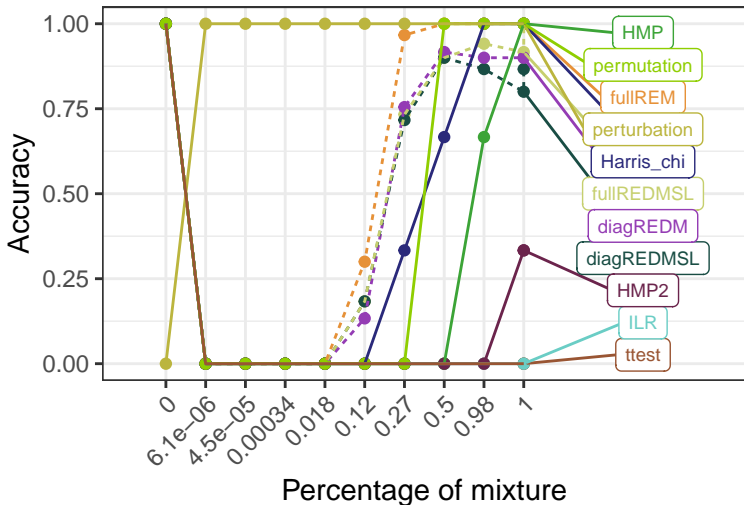 1.00
0.75
0.50
0.25
0.00
Accuracy
HMP
permutation
fullREM
perturbation
Harris_chi
fullREDMSL
diagREDM
diagREDMSL
HMP2
ILR
ttest
0
6.1e−06
4.5e−05
0.00034
0.018
0.12
0.27
0.5
0.98
1
Percentage of mixture